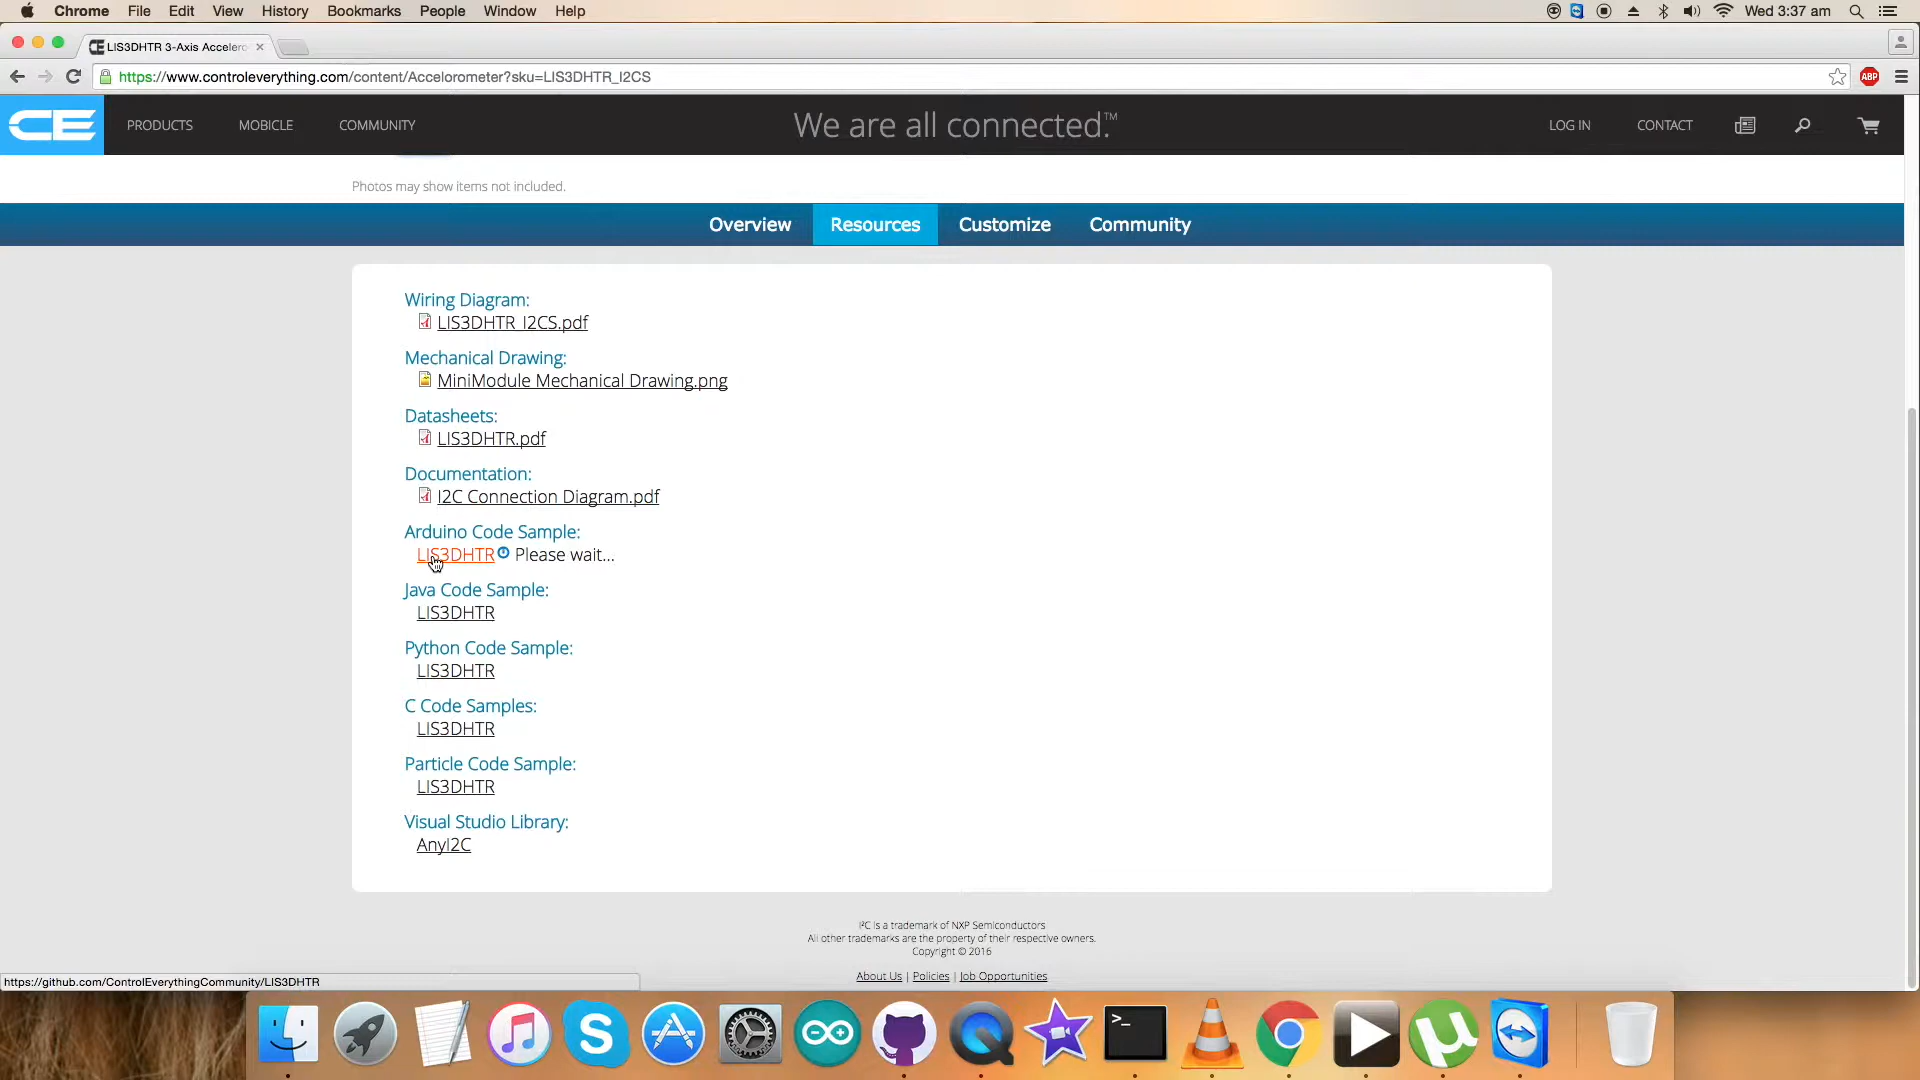 Chrome File Edit View History Bookmarks People Window Help Wed 3:37 am
CE LIS3DHTR 3-Axis Accelero
https://www.controleverything.com/content/Accelorometer?sku=LIS3DHTR_I2CS ABP
CE PRODUCTS MOBICLE COMMUNITY We are all connected.™ LOG IN CONTACT
Photos may show items not included.
Overview Resources Customize Community
Wiring Diagram:
LIS3DHTR_I2CS.pdf
Mechanical Drawing:
MiniModule Mechanical Drawing.png
Datasheets:
LIS3DHTR.pdf
Documentation:
I2C Connection Diagram.pdf
Arduino Code Sample:
LIS3DHTR Please wait...
Java Code Sample:
LIS3DHTR
Python Code Sample:
LIS3DHTR
C Code Samples:
LIS3DHTR
Particle Code Sample:
LIS3DHTR
Visual Studio Library:
AnyI2C
I²C is a trademark of NXP Semiconductors
All other trademarks are the property of their respective owners.
Copyright © 2016
About Us | Policies | Job Opportunities
https://github.com/ControlEverythingCommunity/LIS3DHTR